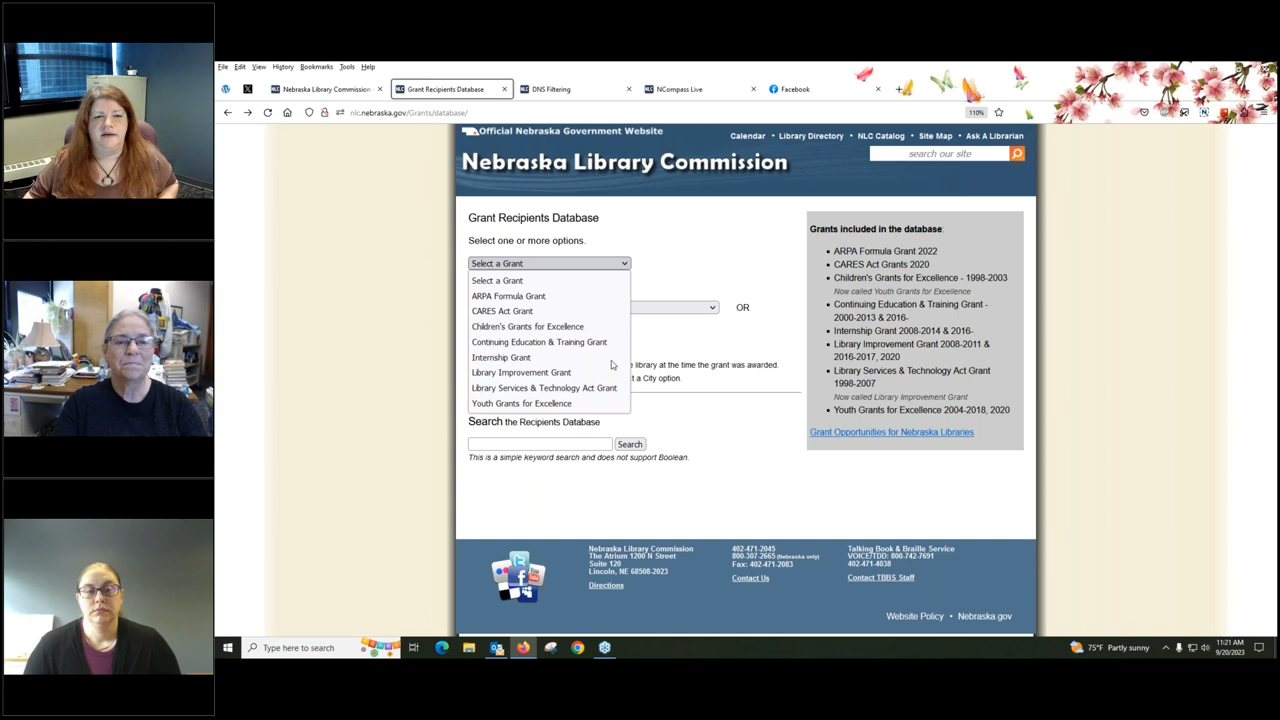 File Edit View History Bookmarks Tools Help
Nebraska Library Commission
Grant Recipients Database
DNS Filtering
NCompass Live
Facebook
nlc.nebraska.gov/Grants/database/
110%
Official Nebraska Government Website
Calendar • Library Directory • NLC Catalog • Site Map • Ask A Librarian
Nebraska Library Commission
search our site
Grant Recipients Database
Select one or more options.
Select a Grant
Select a Grant
ARPA Formula Grant
CARES Act Grant
Children's Grants for Excellence
Continuing Education & Training Grant
Internship Grant
Library Improvement Grant
Library Services & Technology Act Grant
Youth Grants for Excellence
OR
e library at the time the grant was awarded.
t a City option.
Search the Recipients Database
Search
This is a simple keyword search and does not support Boolean.
Grants included in the database:
• ARPA Formula Grant 2022
• CARES Act Grants 2020
• Children's Grants for Excellence - 1998-2003
Now called Youth Grants for Excellence
• Continuing Education & Training Grant -
2000-2013 & 2016-
• Internship Grant 2008-2014 & 2016-
• Library Improvement Grant 2008-2011 &
2016-2017, 2020
• Library Services & Technology Act Grant
1998-2007
Now called Library Improvement Grant
• Youth Grants for Excellence 2004-2018, 2020
Grant Opportunities for Nebraska Libraries
Nebraska Library Commission
The Atrium 1200 N Street
Suite 120
Lincoln, NE 68508-2023
Directions
402-471-2045
800-307-2665 (Nebraska only)
Fax: 402-471-2083
Contact Us
Talking Book & Braille Service
VOICE/TDD: 800-742-7691
402-471-4038
Contact TBBS Staff
Website Policy • Nebraska.gov
Type here to search
75°F Partly sunny
11:21 AM
9/20/2023